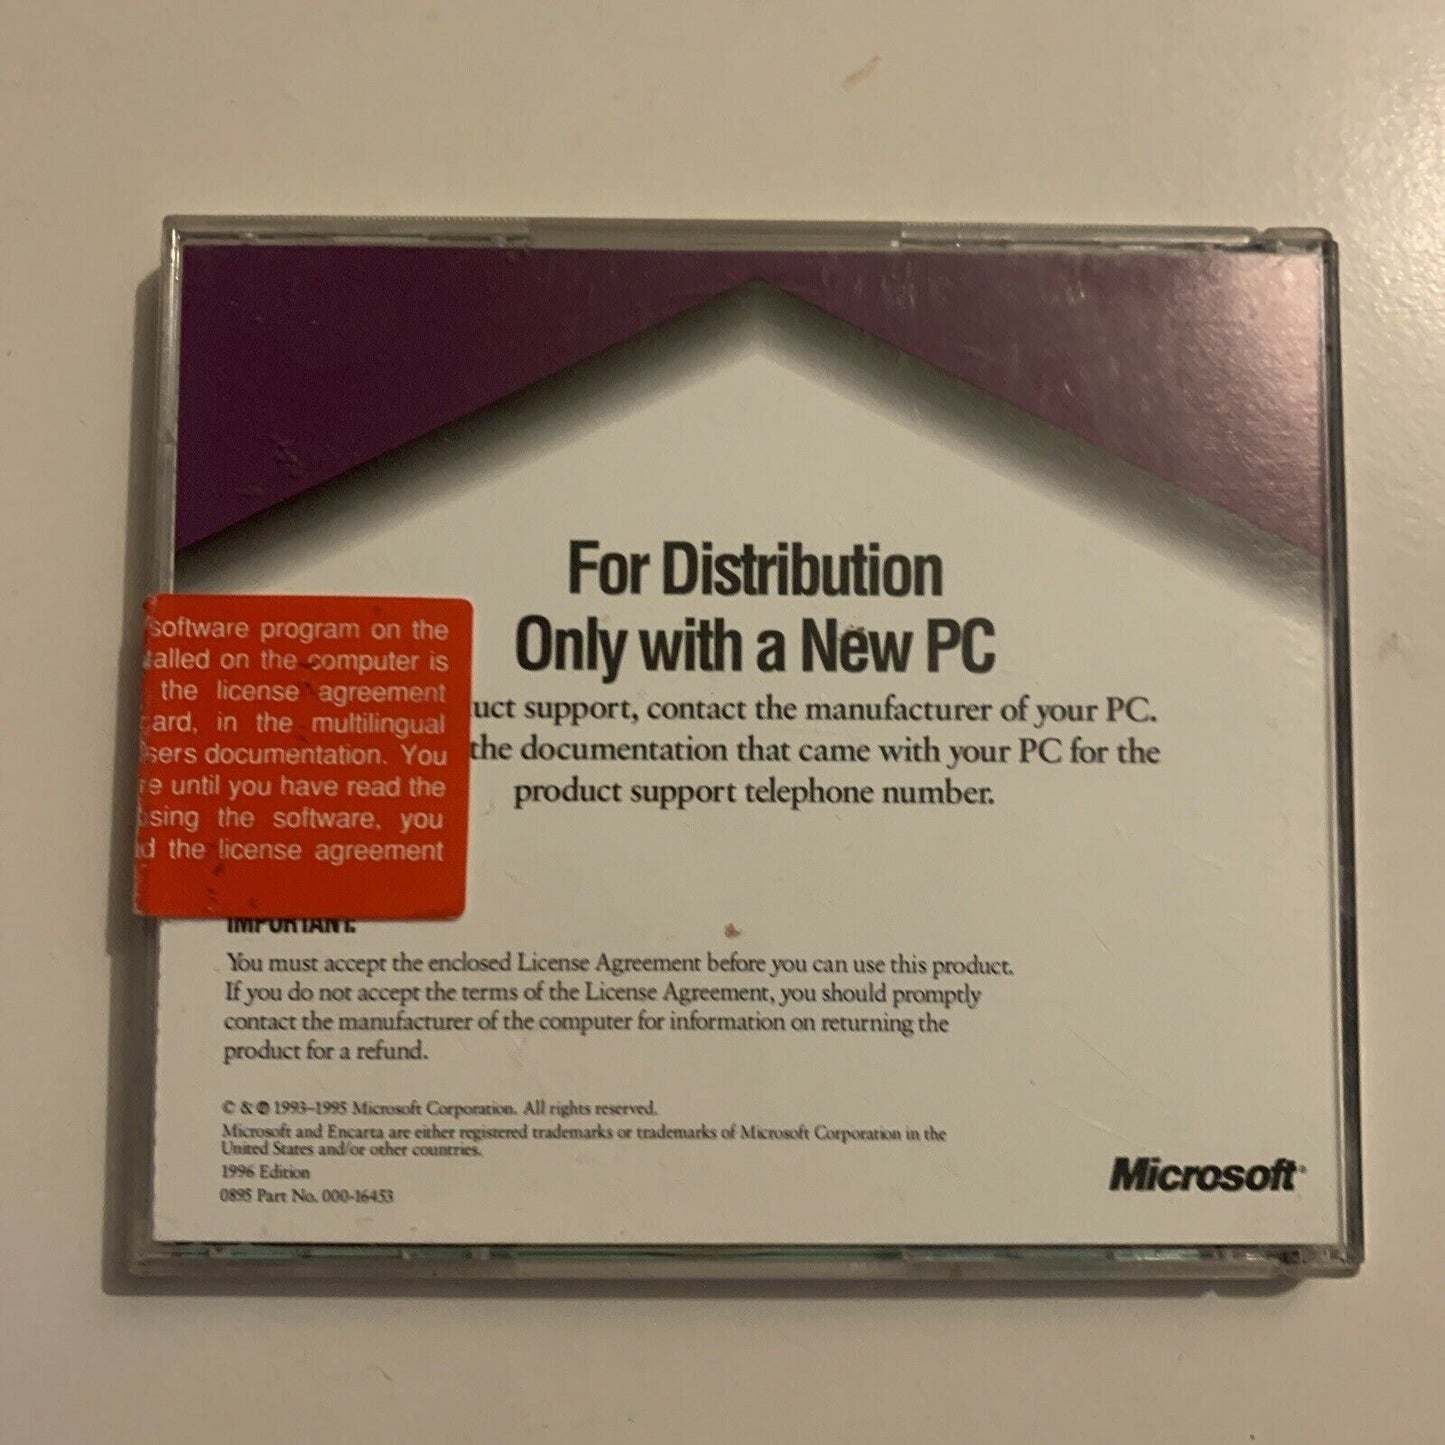 For Distribution
Only with a New PC
uct support, contact the manufacturer of your PC.
the documentation that came with your PC for the
product support telephone number.
software program on the
alled on the computer is
the license agreement
ard, in the multilingual
sers documentation. You
re until you have read the
sing the software, you
d the license agreement
IMPORTANT:
You must accept the enclosed License Agreement before you can use this product.
If you do not accept the terms of the License Agreement, you should promptly
contact the manufacturer of the computer for information on returning the
product for a refund.
© & ℗ 1993–1995 Microsoft Corporation. All rights reserved.
Microsoft and Encarta are either registered trademarks or trademarks of Microsoft Corporation in the
United States and/or other countries.
1996 Edition
0895 Part No. 000-16453
Microsoft®